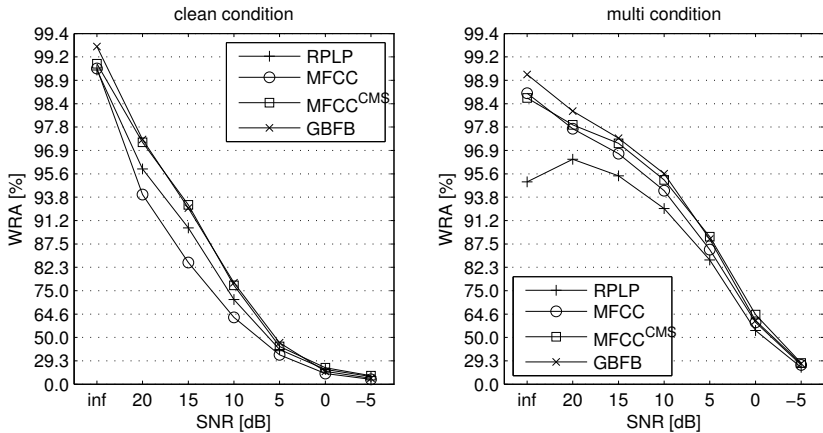 clean condition
99.4
99.2
98.9
98.4
97.8
96.9
95.6
93.8
91.2
87.5
82.3
75.0
64.6
50.0
29.3
0.0
WRA [%]
RPLP
MFCC
MFCC^CMS
GBFB
inf 20 15 10 5 0 −5
SNR [dB]
multi condition
99.4
99.2
98.9
98.4
97.8
96.9
95.6
93.8
91.2
87.5
82.3
75.0
64.6
50.0
29.3
0.0
WRA [%]
RPLP
MFCC
MFCC^CMS
GBFB
inf 20 15 10 5 0 −5
SNR [dB]